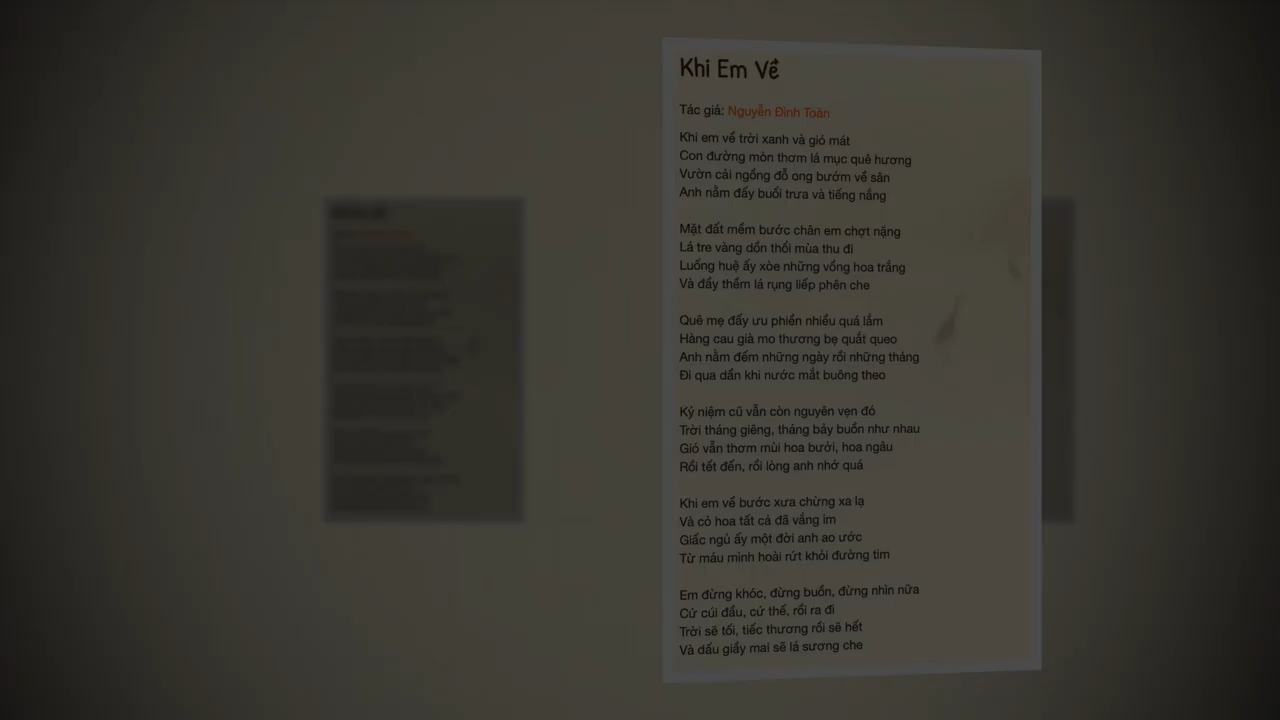 Khi Em Về
Tác giả: Nguyễn Đình Toàn
Khi em về trời xanh và gió mát
Con đường mòn thơm lá mục quê hương
Vườn cải ngồng đỗ ong bướm về sân
Anh nằm đấy buổi trưa và tiếng nắng
Mặt đất mềm bước chân em chợt nặng
Lá tre vàng dồn thổi mùa thu đi
Luống huệ ấy xòe những vồng hoa trắng
Và đầy thềm lá rụng liếp phên che
Quê mẹ đấy ưu phiền nhiều quá lắm
Hàng cau già mo thương bẹ quắt queo
Anh nằm đếm những ngày rồi những tháng
Đi qua dần khi nước mắt buông theo
Kỷ niệm cũ vẫn còn nguyên vẹn đó
Trời tháng giêng, tháng bảy buồn như nhau
Gió vẫn thơm mùi hoa bưởi, hoa ngâu
Rồi tết đến, rồi lòng anh nhớ quá
Khi em về bước xưa chừng xa lạ
Và cỏ hoa tất cả đã vắng im
Giấc ngủ ấy một đời anh ao ước
Từ máu mình hoài rứt khỏi đường tim
Em đừng khóc, đừng buồn, đừng nhìn nữa
Cứ cúi đầu, cứ thế, rồi ra đi
Trời sẽ tối, tiếc thương rồi sẽ hết
Và dấu giầy mai sẽ lá sương che